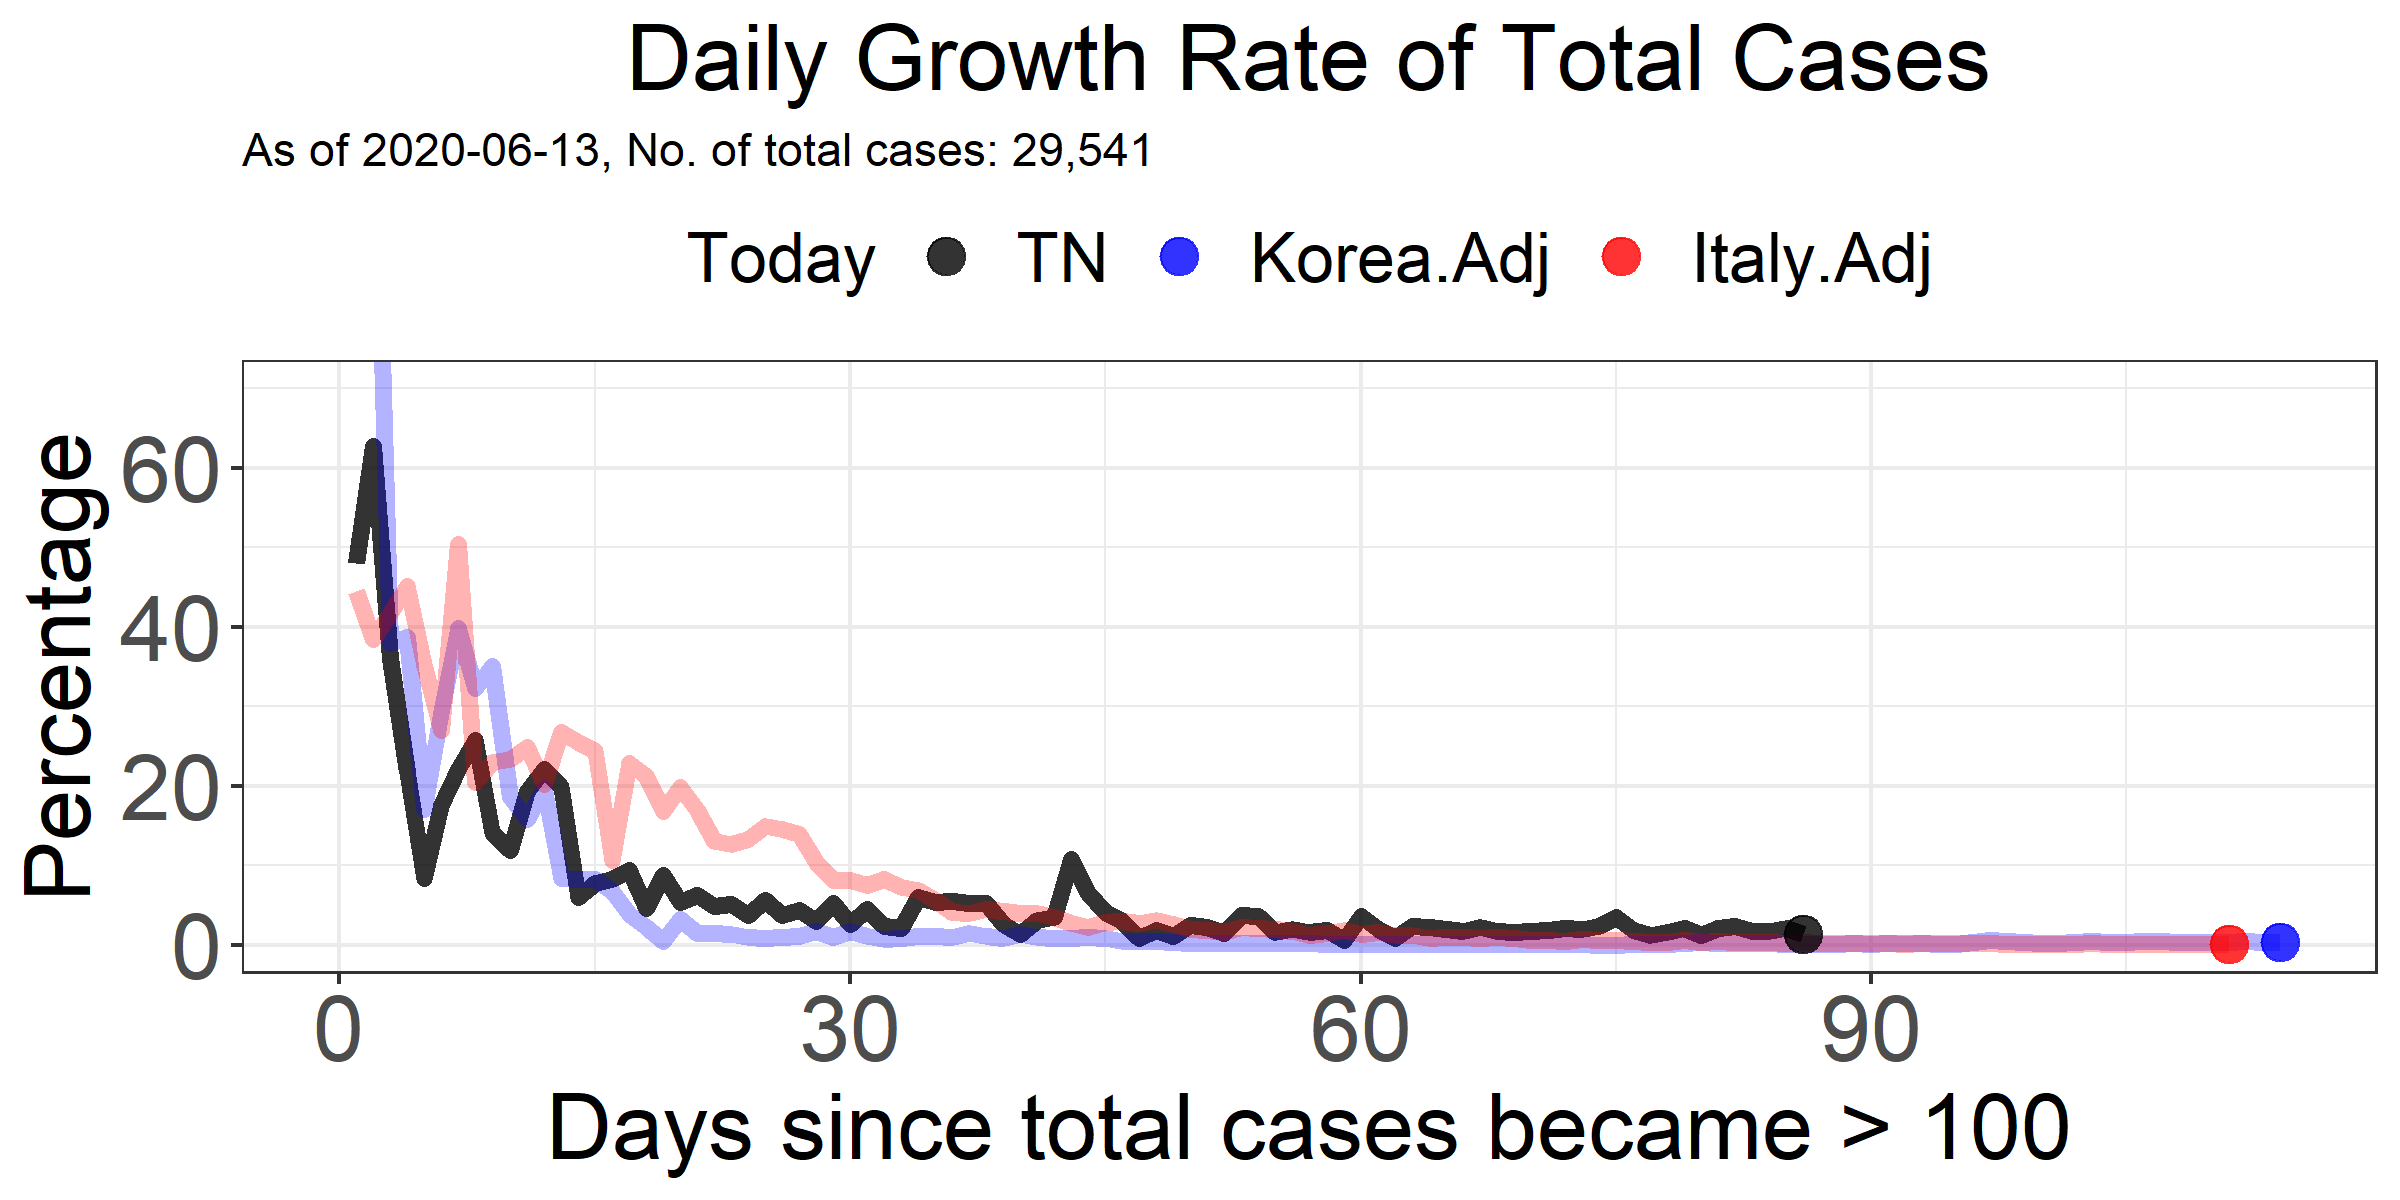 Daily Growth Rate of Total Cases
As of 2020-06-13, No. of total cases: 29,541
Today TN Korea.Adj Italy.Adj
Percentage
60
40
20
0
0 30 60 90
Days since total cases became > 100